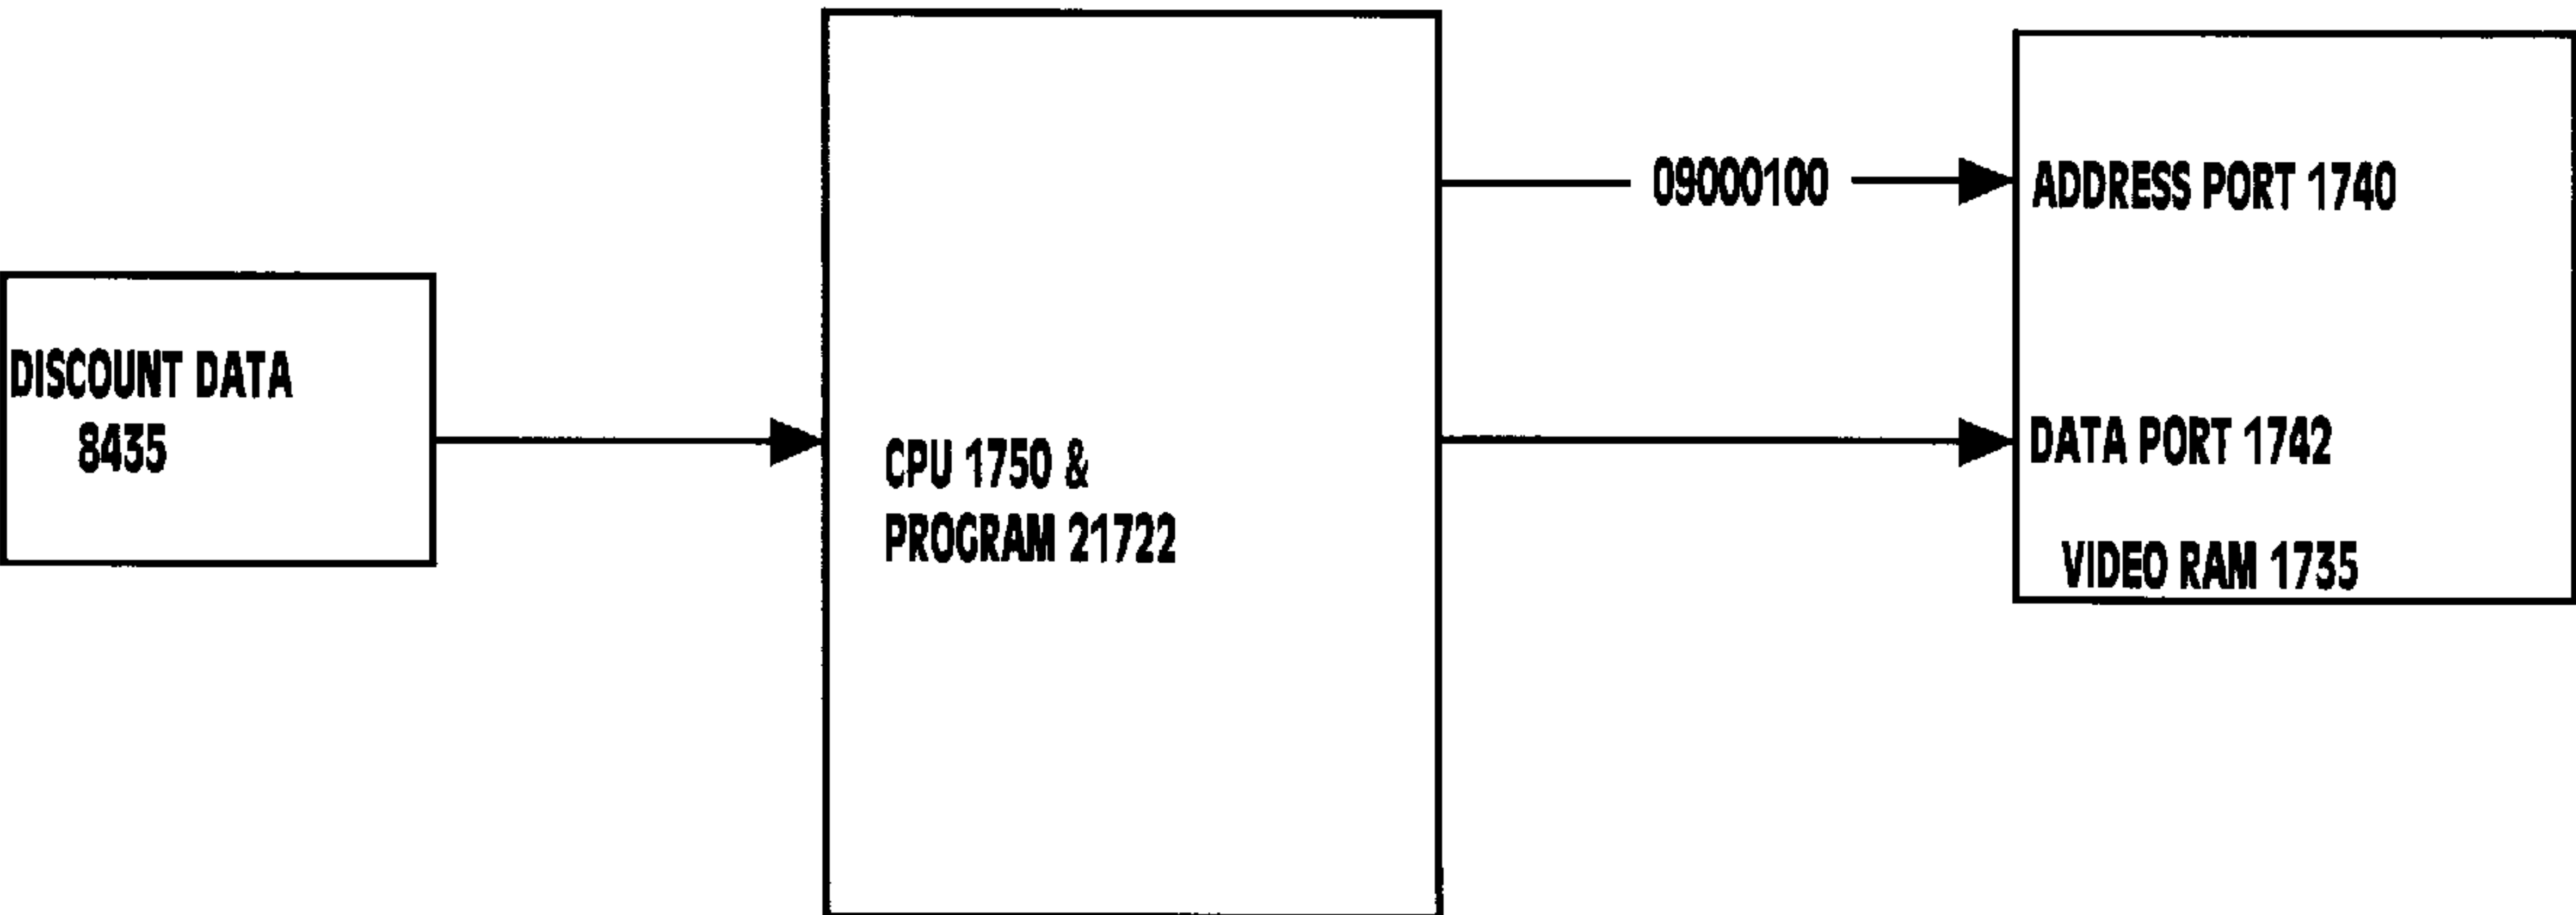 DISCOUNT DATA
8435
CPU 1750 &
PROGRAM 21722
09000100
ADDRESS PORT 1740
DATA PORT 1742
VIDEO RAM 1735